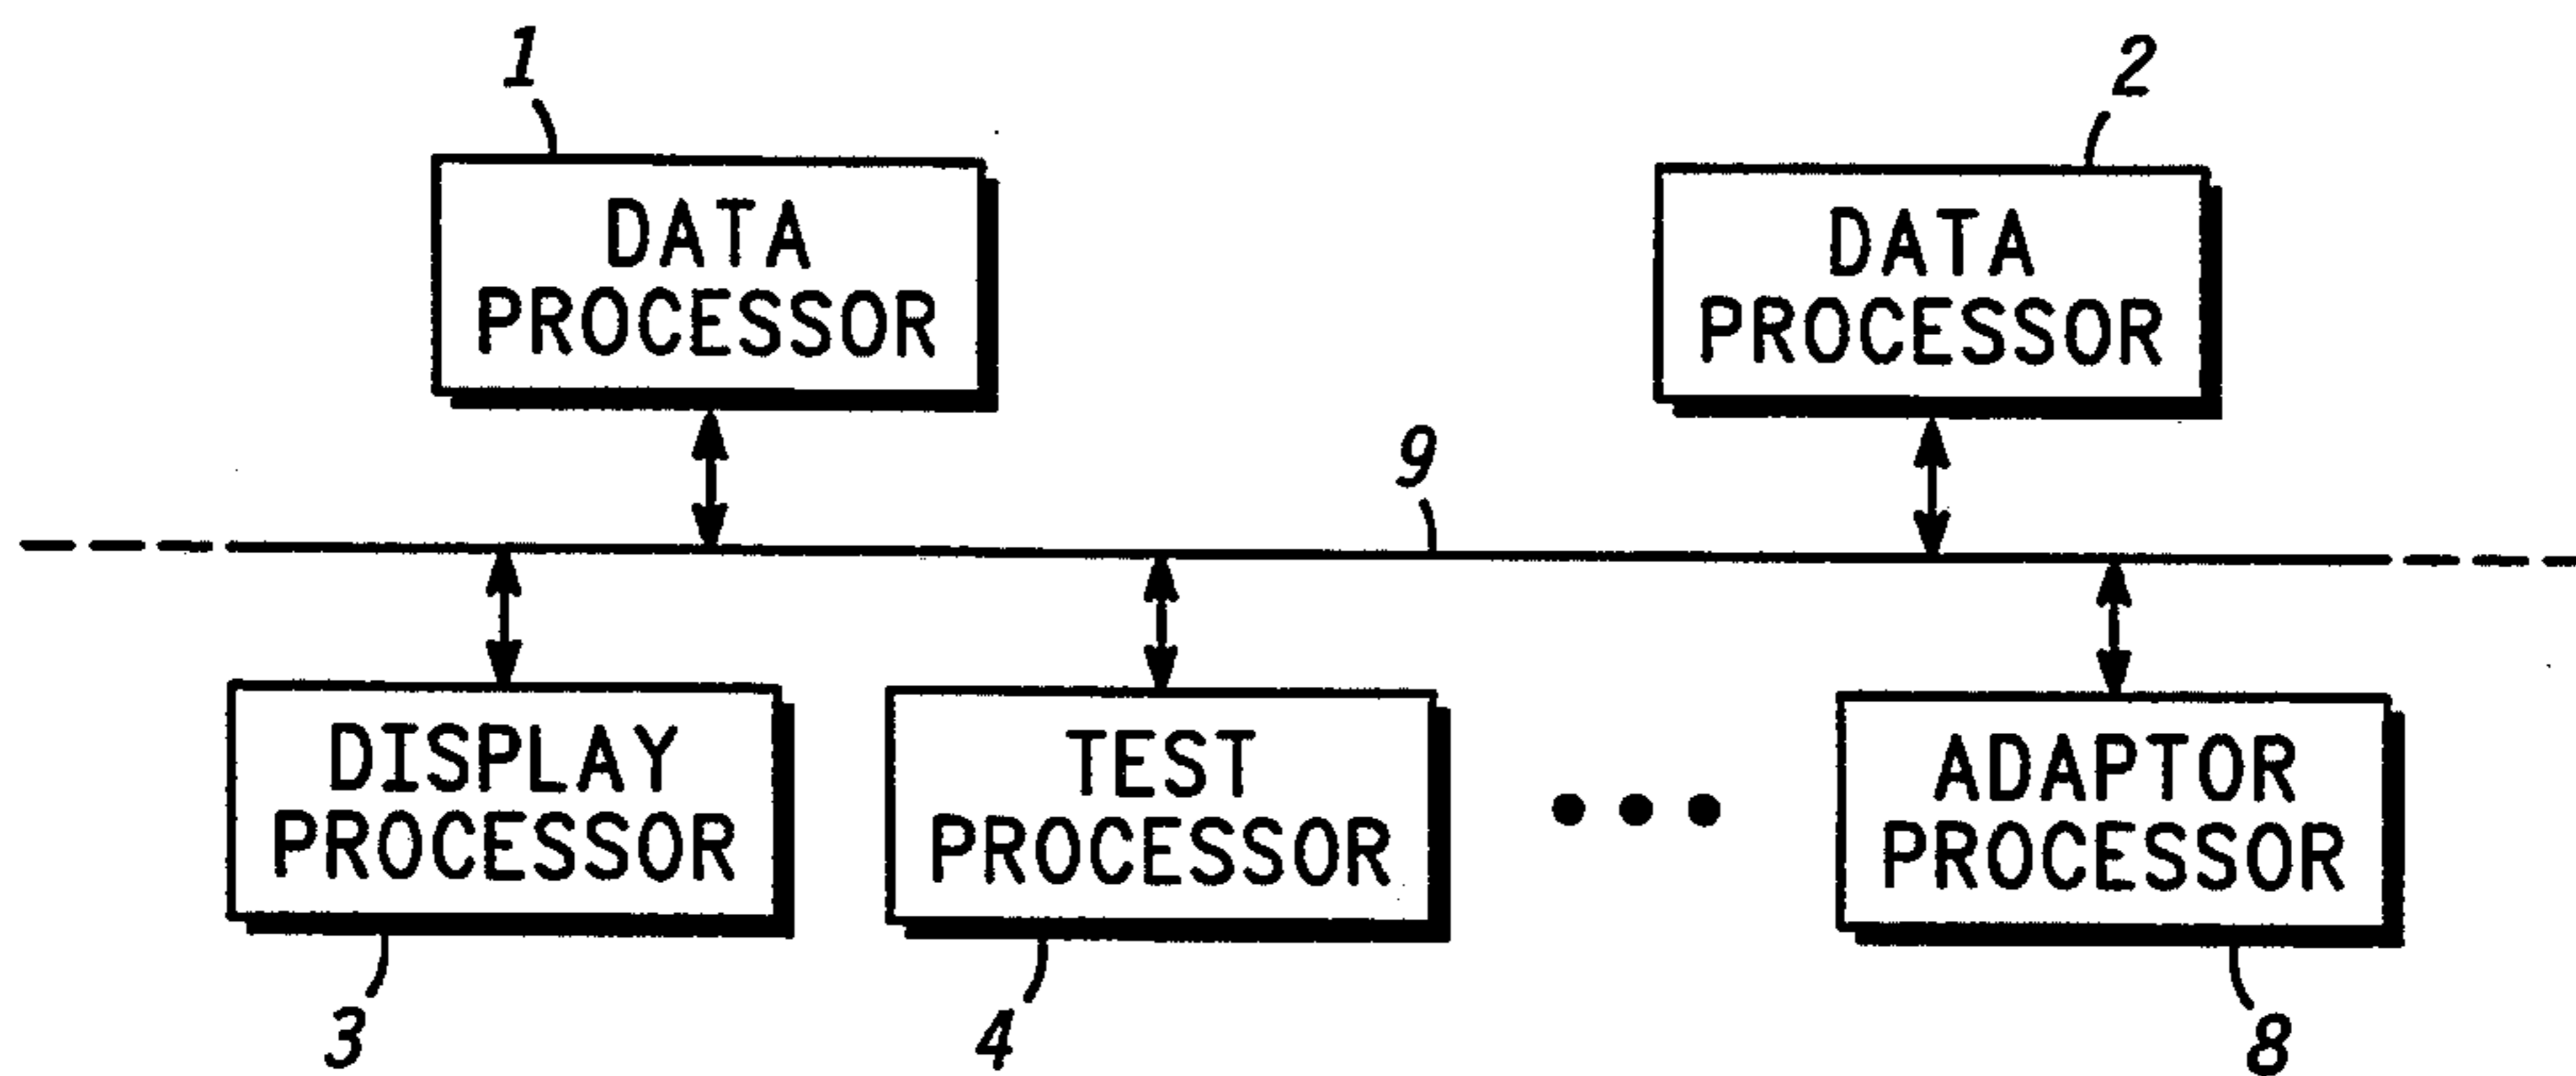 1
2
DATA
PROCESSOR
DATA
PROCESSOR
9
DISPLAY
PROCESSOR
TEST
PROCESSOR
ADAPTOR
PROCESSOR
3
4
8